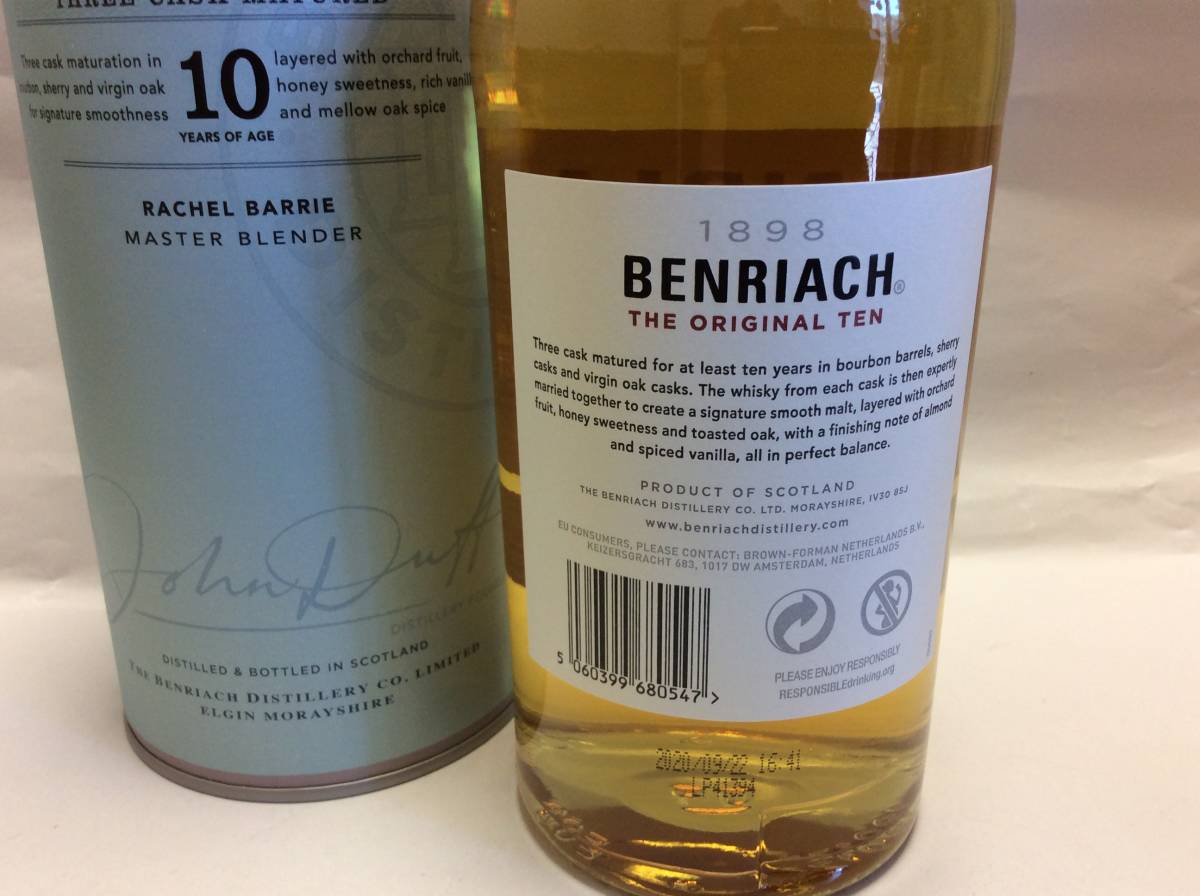 THREE CASK MATURED
Three cask maturation in
bourbon, sherry and virgin oak
for signature smoothness
10
YEARS OF AGE
layered with orchard fruit,
honey sweetness, rich vanill
and mellow oak spice
RACHEL BARRIE
MASTER BLENDER
John Duff
DISTILLERY
DISTILLED & BOTTLED IN SCOTLAND
THE BENRIACH DISTILLERY CO. LIMITED
ELGIN MORAYSHIRE
1898
BENRIACH®
THE ORIGINAL TEN
Three cask matured for at least ten years in bourbon barrels, sherry
casks and virgin oak casks. The whisky from each cask is then expertly
married together to create a signature smooth malt, layered with orchard
fruit, honey sweetness and toasted oak, with a finishing note of almond
and spiced vanilla, all in perfect balance.
PRODUCT OF SCOTLAND
THE BENRIACH DISTILLERY CO. LTD. MORAYSHIRE, IV30 8SJ
www.benriachdistillery.com
EU CONSUMERS, PLEASE CONTACT: BROWN-FORMAN NETHERLANDS B.V.,
KEIZERSGRACHT 683, 1017 DW AMSTERDAM, NETHERLANDS
5 060399 680547 >
PLEASE ENJOY RESPONSIBLY
RESPONSIBLEdrinking.org
2020/09/22 16:41
LP41394